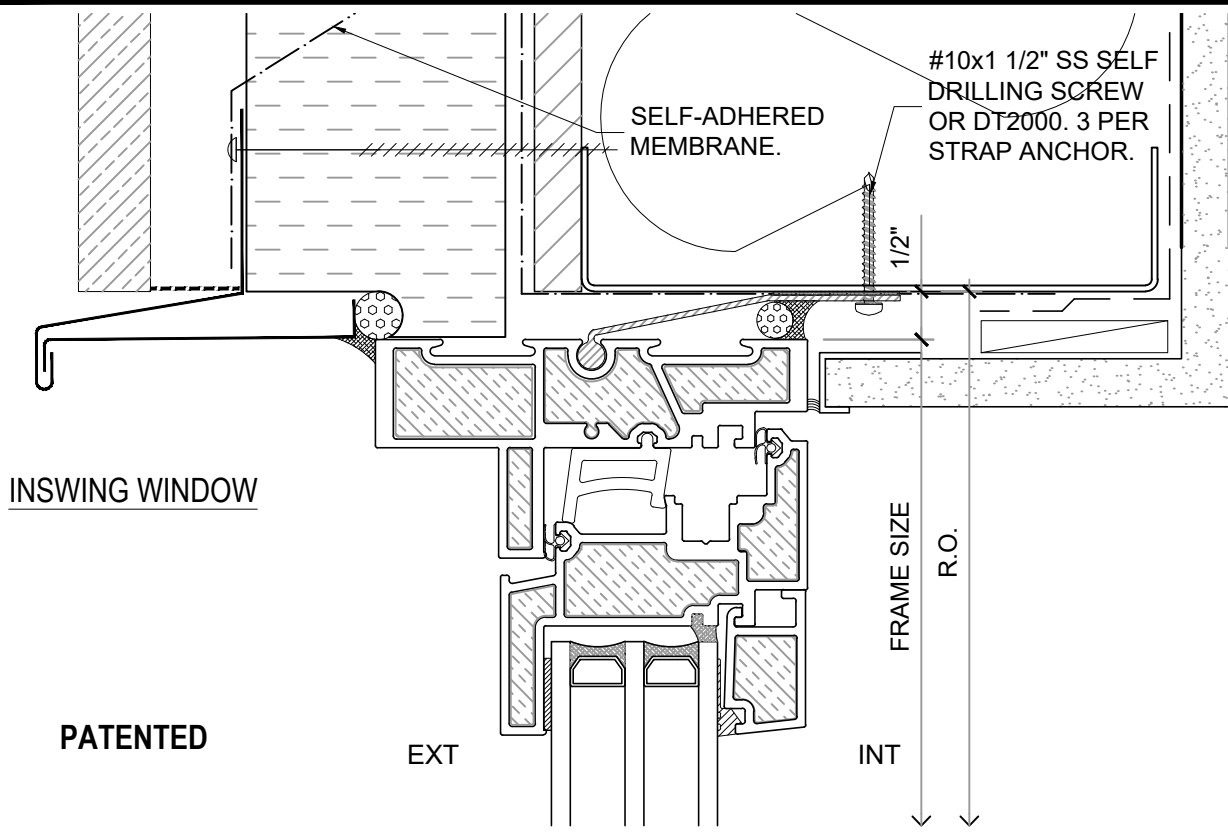 #10x1 1/2" SS SELF
DRILLING SCREW
OR DT2000. 3 PER
STRAP ANCHOR.
SELF-ADHERED
MEMBRANE.
1/2"
INSWING WINDOW
FRAME SIZE
R.O.
PATENTED
EXT
INT